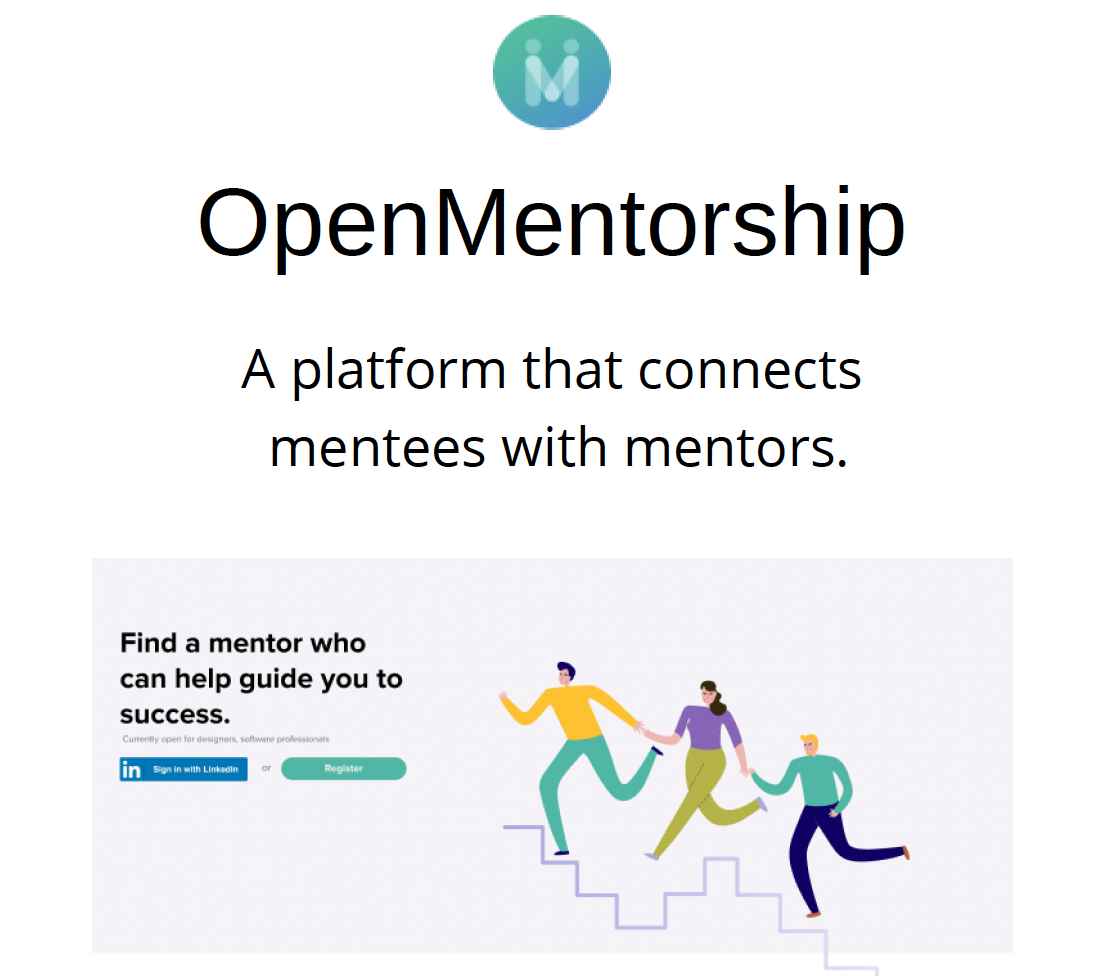 OpenMentorship
A platform that connects
mentees with mentors.
Find a mentor who
can help guide you to
success.
Currently open for designers, software professionals
in Sign in with LinkedIn or Register